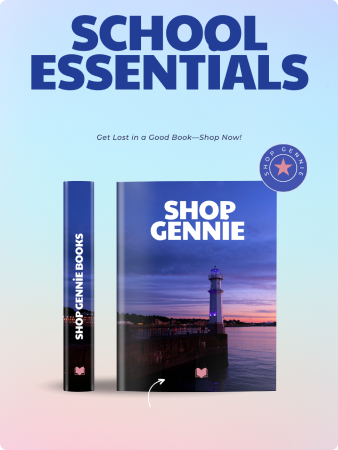 SCHOOL
ESSENTIALS
Get Lost in a Good Book—Shop Now!
SHOP GENNIE
SHOP
GENNIE
SHOP GENNIE BOOKS